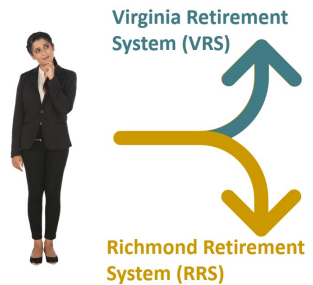 Virginia Retirement
System (VRS)
Richmond Retirement
System (RRS)